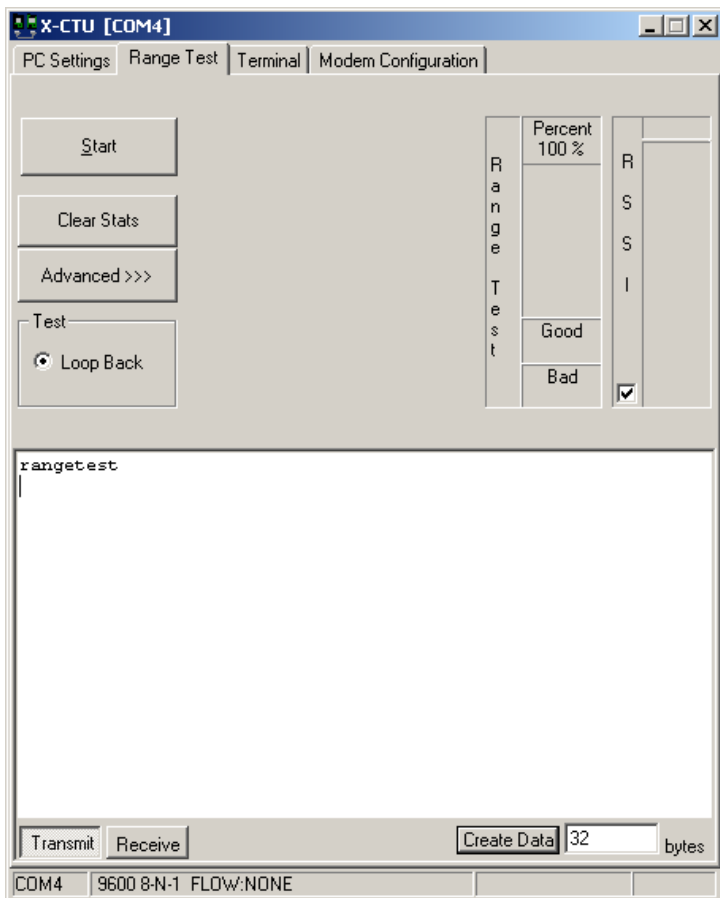 X-CTU [COM4]
PC Settings Range Test Terminal Modem Configuration
Start
Clear Stats
Advanced >>>
Test
Loop Back
Range Test
Percent
100 %
Good
Bad
RSSI
rangetest
Transmit Receive Create Data 32 bytes
COM4 9600 8-N-1 FLOW:NONE